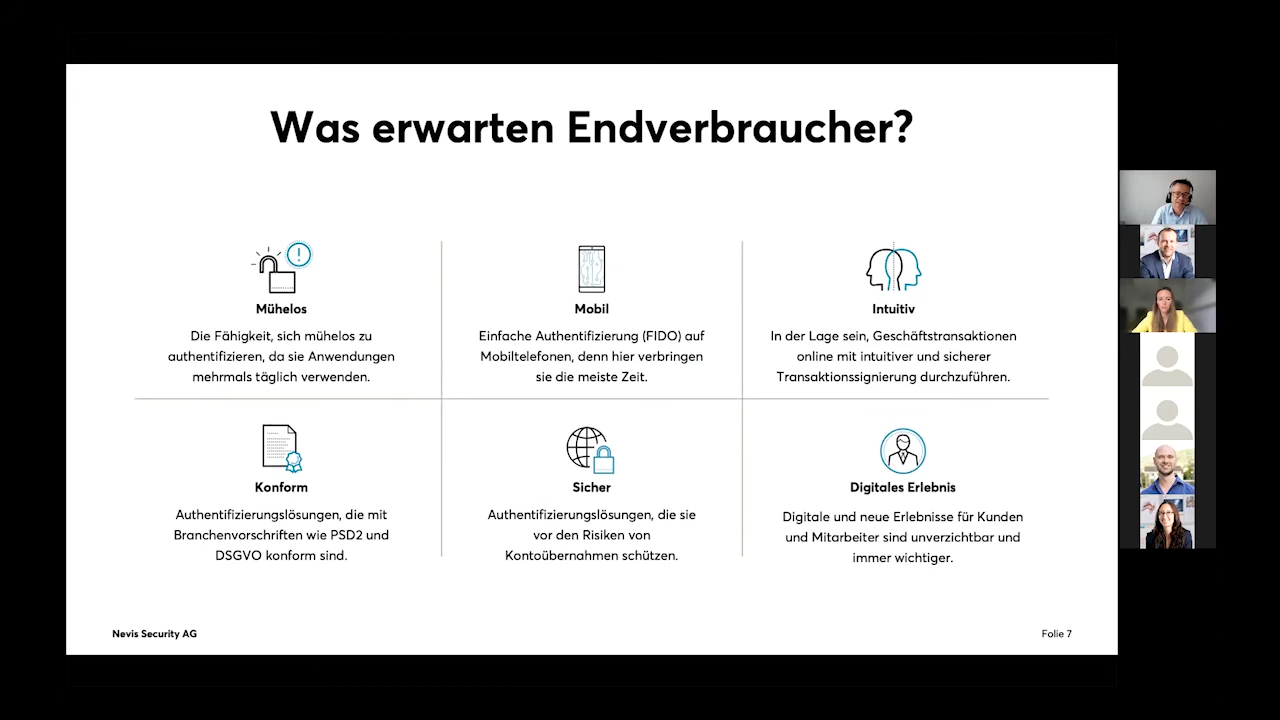 Was erwarten Endverbraucher?
Mühelos
Die Fähigkeit, sich mühelos zu
authentifizieren, da sie Anwendungen
mehrmals täglich verwenden.
Mobil
Einfache Authentifizierung (FIDO) auf
Mobiltelefonen, denn hier verbringen
sie die meiste Zeit.
Intuitiv
In der Lage sein, Geschäftstransaktionen
online mit intuitiver und sicherer
Transaktionssignierung durchzuführen.
Konform
Authentifizierungslösungen, die mit
Branchenvorschriften wie PSD2 und
DSGVO konform sind.
Sicher
Authentifizierungslösungen, die sie
vor den Risiken von
Kontoübernahmen schützen.
Digitales Erlebnis
Digitale und neue Erlebnisse für Kunden
und Mitarbeiter sind unverzichtbar und
immer wichtiger.
Nevis Security AG
Folie 7